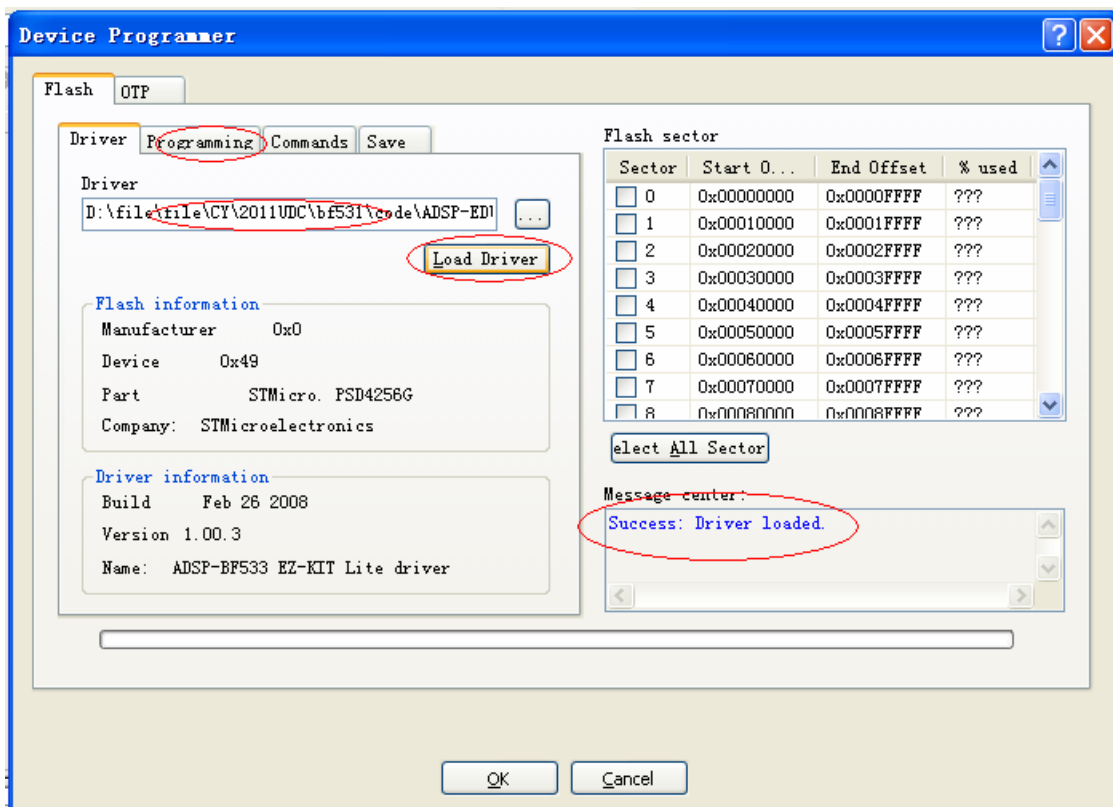 Device Programmer
Flash OTP
Driver Programming Commands Save
Driver
D:\file\file\CY\2011VDC\bf531\code\ADSP-ED ...
Load Driver
Flash information
Manufacturer 0x0
Device 0x49
Part STMicro. PSD4256G
Company: STMicroelectronics
Driver information
Build Feb 26 2008
Version 1.00.3
Name: ADSP-BF533 EZ-KIT Lite driver
Flash sector
Sector Start O... End Offset % used
0 0x00000000 0x0000FFFF ???
1 0x00010000 0x0001FFFF ???
2 0x00020000 0x0002FFFF ???
3 0x00030000 0x0003FFFF ???
4 0x00040000 0x0004FFFF ???
5 0x00050000 0x0005FFFF ???
6 0x00060000 0x0006FFFF ???
7 0x00070000 0x0007FFFF ???
8 0x00080000 0x0008FFFF ???
elect All Sector
Message center:
Success: Driver loaded.
OK Cancel